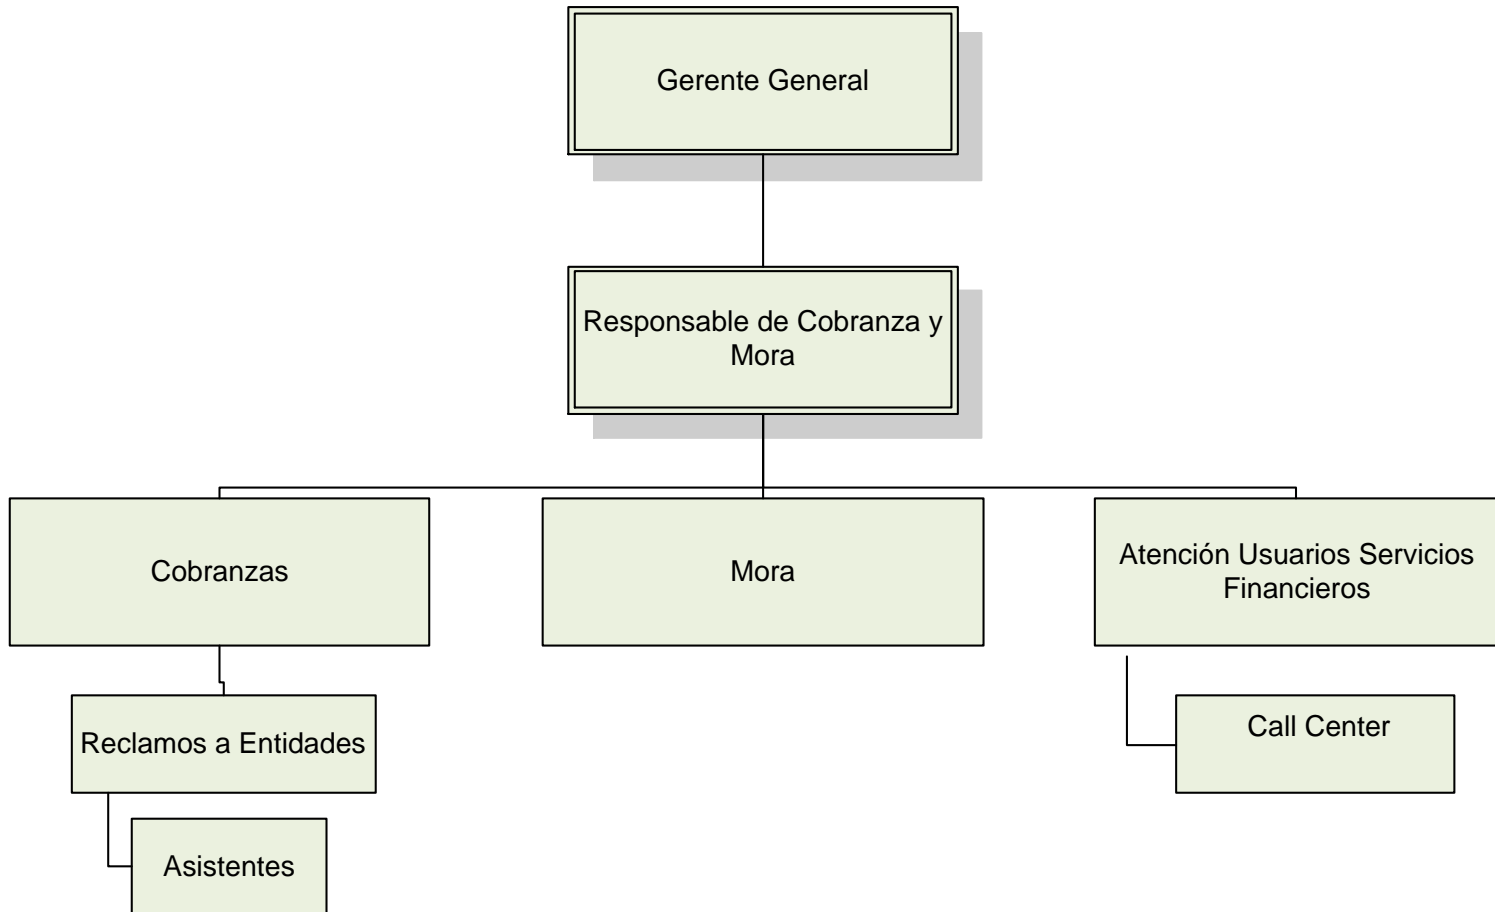 Gerente General
Responsable de Cobranza y
Mora
Cobranzas
Mora
Atención Usuarios Servicios
Financieros
Reclamos a Entidades
Call Center
Asistentes